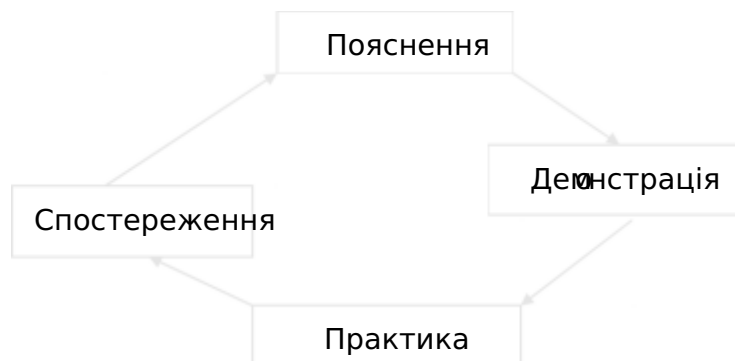 Пояснення
Демонстрація
Спостереження
Практика